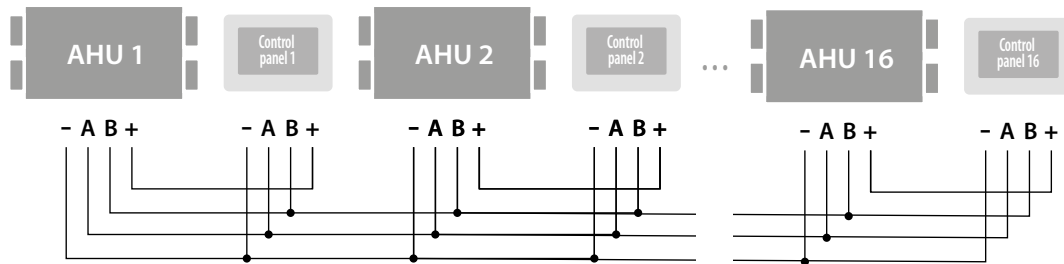 AHU 1
Control
panel 1
AHU 2
Control
panel 2
...
AHU 16
Control
panel 16
- A B +
- A B +
- A B +
- A B +
- A B +
- A B +